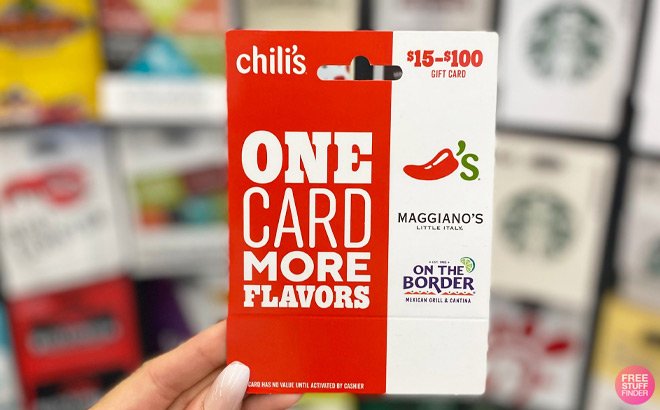 chili's
$15-$100
GIFT CARD
ONE
CARD
MORE
FLAVORS
's
MAGGIANO'S
LITTLE ITALY
ON THE
BORDER
MEXICAN GRILL & CANTINA
CARD HAS NO VALUE UNTIL ACTIVATED BY CASHIER
FREE
STUFF
FINDER